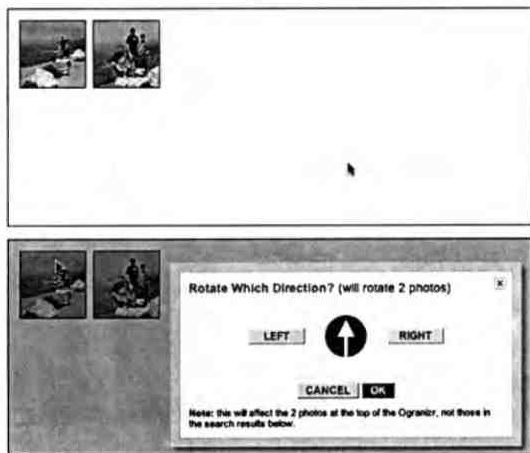 Rotate Which Direction? (will rotate 2 photos)
x
LEFT
RIGHT
CANCEL
OK
Note: this will affect the 2 photos at the top of the Ogranizr, not those in
the search results below.